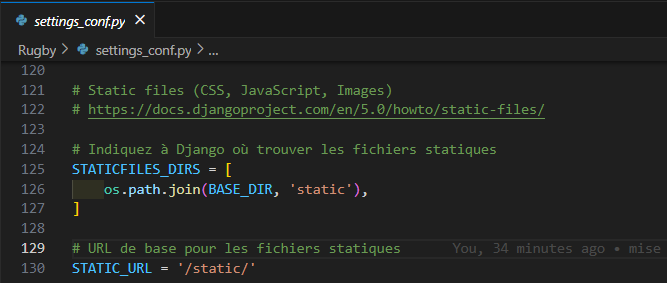 settings_conf.py
Rugby > settings_conf.py > ...
120
121 # Static files (CSS, JavaScript, Images)
122 # https://docs.djangoproject.com/en/5.0/howto/static-files/
123
124 # Indiquez à Django où trouver les fichiers statiques
125 STATICFILES_DIRS = [
126     os.path.join(BASE_DIR, 'static'),
127 ]
128
129 # URL de base pour les fichiers statiques You, 34 minutes ago • mise
130 STATIC_URL = '/static/'